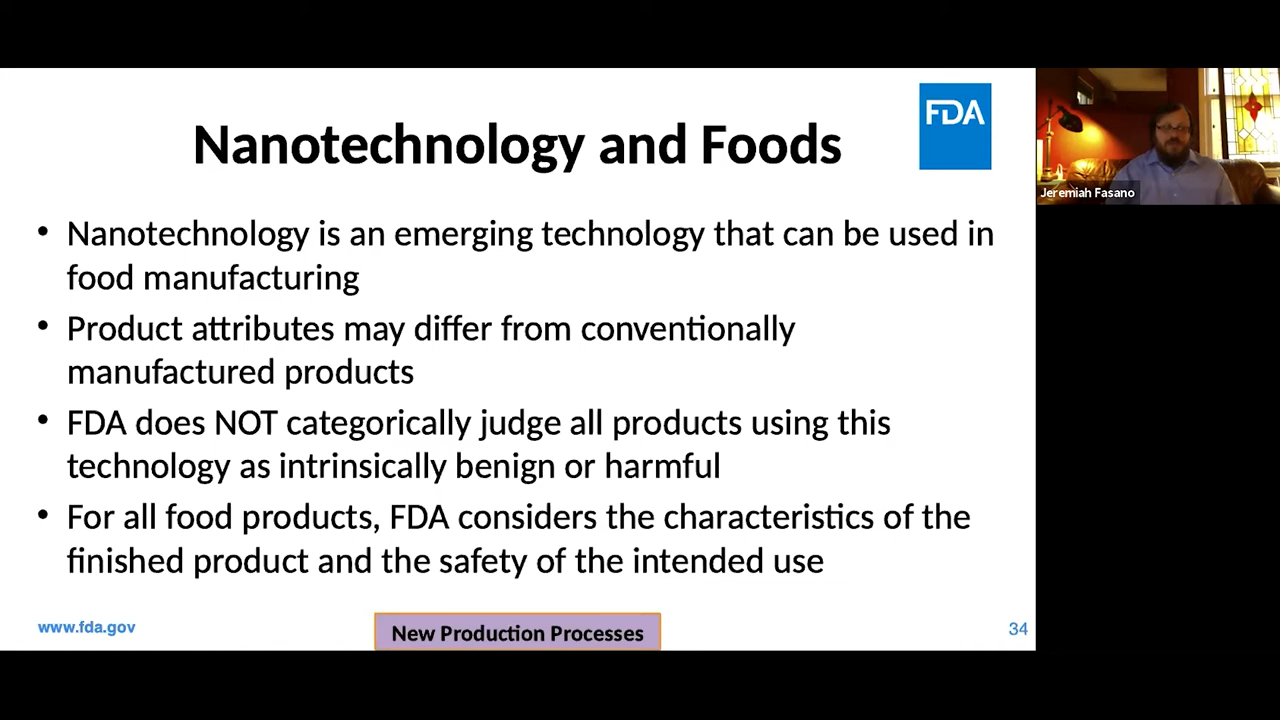 Nanotechnology and Foods
FDA
Jeremiah Fasano
• Nanotechnology is an emerging technology that can be used in
food manufacturing
• Product attributes may differ from conventionally
manufactured products
• FDA does NOT categorically judge all products using this
technology as intrinsically benign or harmful
• For all food products, FDA considers the characteristics of the
finished product and the safety of the intended use
www.fda.gov
New Production Processes
34